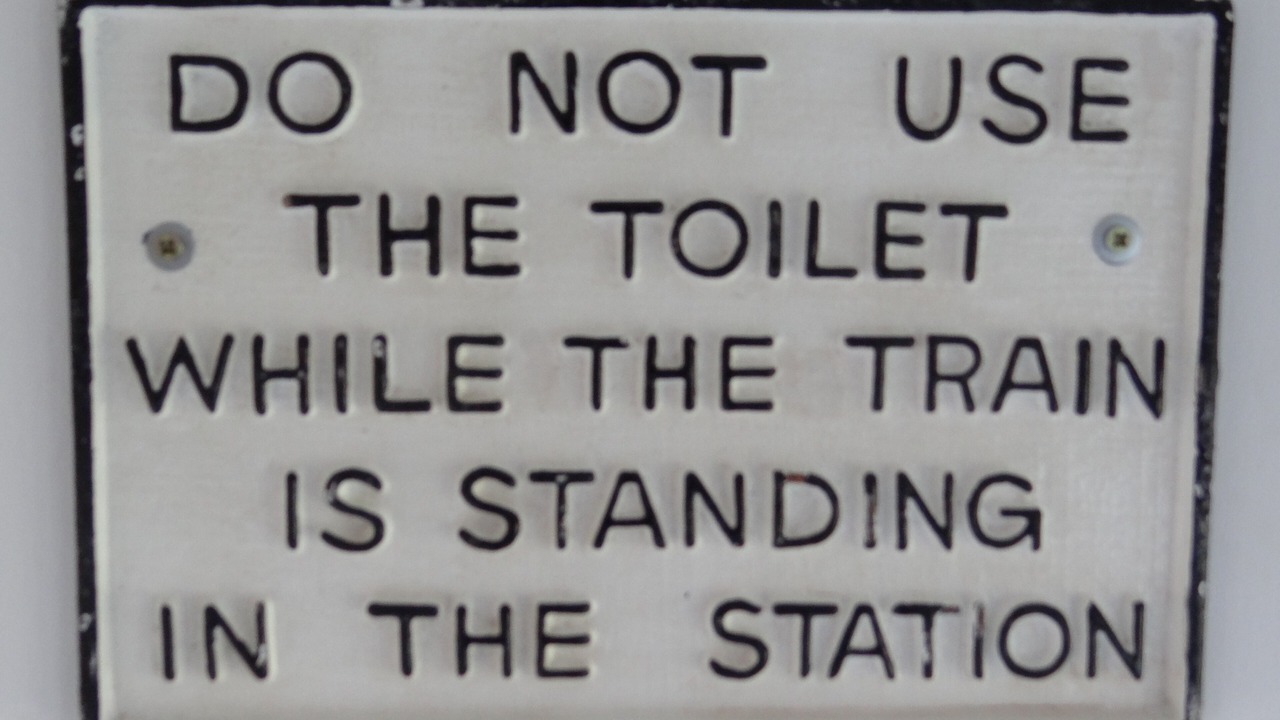 DO NOT USE
THE TOILET
WHILE THE TRAIN
IS STANDING
IN THE STATION